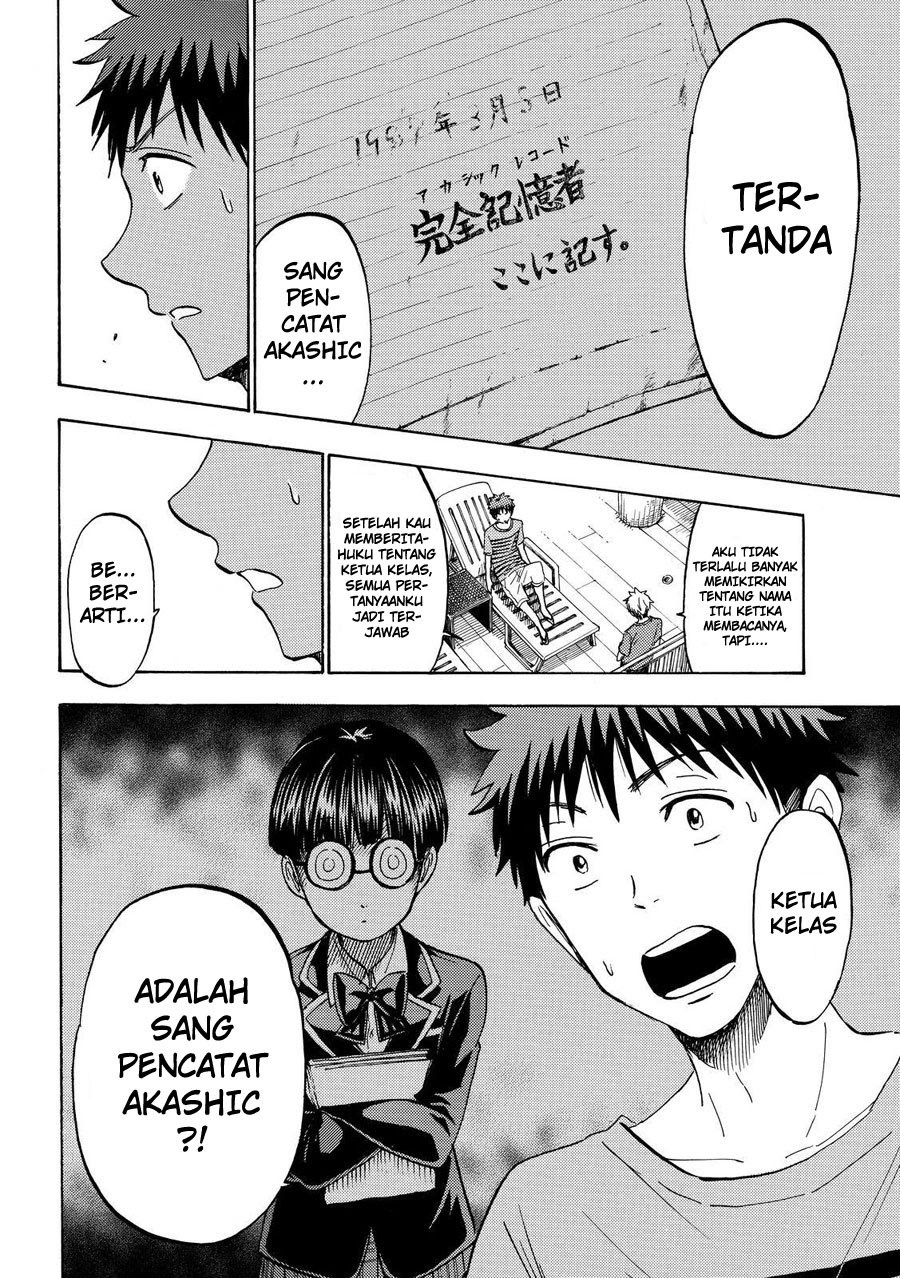 TER-
TANDA
1987年3月3日
アカシックレコード
完全記憶者
ここに記す。
SANG
PEN-
CATAT
AKASHIC
...
AKU TIDAK
TERLALU BANYAK
MEMIKIRKAN
TENTANG NAMA
ITU KETIKA
MEMBACANYA,
TAPI....
SETELAH KAU
MEMBERITA-
HUKU TENTANG
KETUA KELAS,
SEMUA PER-
TANYAANKU
JADI TER-
JAWAB
BE...
BER-
ARTI...
KETUA
KELAS
ADALAH
SANG
PENCATAT
AKASHIC
?!